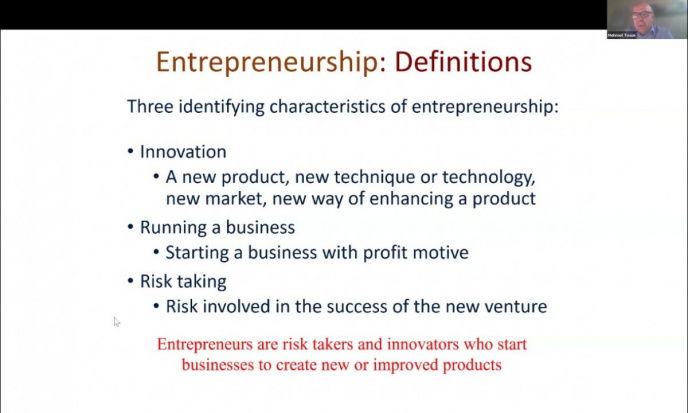 Entrepreneurship: Definitions
Three identifying characteristics of entrepreneurship:
• Innovation
• A new product, new technique or technology,
new market, new way of enhancing a product
• Running a business
• Starting a business with profit motive
• Risk taking
• Risk involved in the success of the new venture
Entrepreneurs are risk takers and innovators who start
businesses to create new or improved products